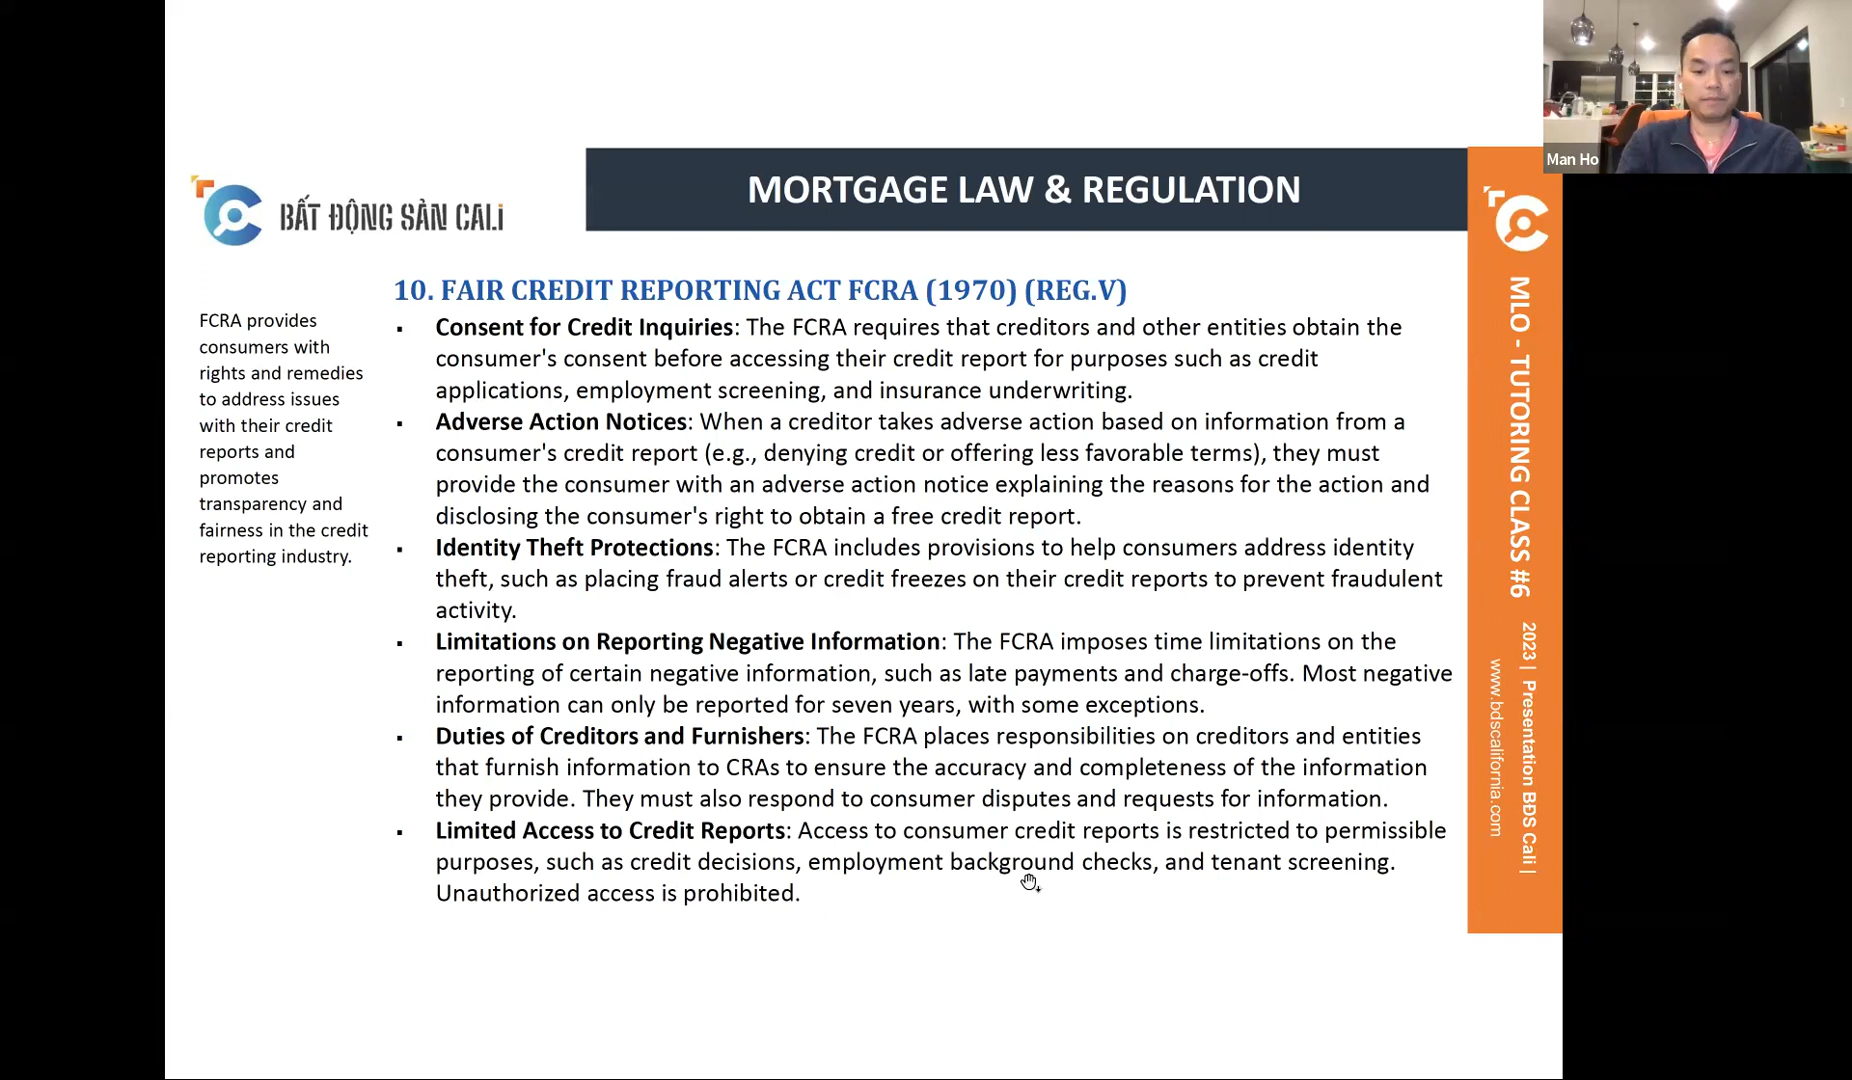 Man Ho
BẤT ĐỘNG SẢN CALi
MORTGAGE LAW & REGULATION
FCRA provides
consumers with
rights and remedies
to address issues
with their credit
reports and
promotes
transparency and
fairness in the credit
reporting industry.
10. FAIR CREDIT REPORTING ACT FCRA (1970) (REG.V)
▪ Consent for Credit Inquiries: The FCRA requires that creditors and other entities obtain the
consumer's consent before accessing their credit report for purposes such as credit
applications, employment screening, and insurance underwriting.
▪ Adverse Action Notices: When a creditor takes adverse action based on information from a
consumer's credit report (e.g., denying credit or offering less favorable terms), they must
provide the consumer with an adverse action notice explaining the reasons for the action and
disclosing the consumer's right to obtain a free credit report.
▪ Identity Theft Protections: The FCRA includes provisions to help consumers address identity
theft, such as placing fraud alerts or credit freezes on their credit reports to prevent fraudulent
activity.
▪ Limitations on Reporting Negative Information: The FCRA imposes time limitations on the
reporting of certain negative information, such as late payments and charge-offs. Most negative
information can only be reported for seven years, with some exceptions.
▪ Duties of Creditors and Furnishers: The FCRA places responsibilities on creditors and entities
that furnish information to CRAs to ensure the accuracy and completeness of the information
they provide. They must also respond to consumer disputes and requests for information.
▪ Limited Access to Credit Reports: Access to consumer credit reports is restricted to permissible
purposes, such as credit decisions, employment background checks, and tenant screening.
Unauthorized access is prohibited.
MLO - TUTORING CLASS #6
2023 | Presentation BĐS Cali |
www.bdscalifornia.com